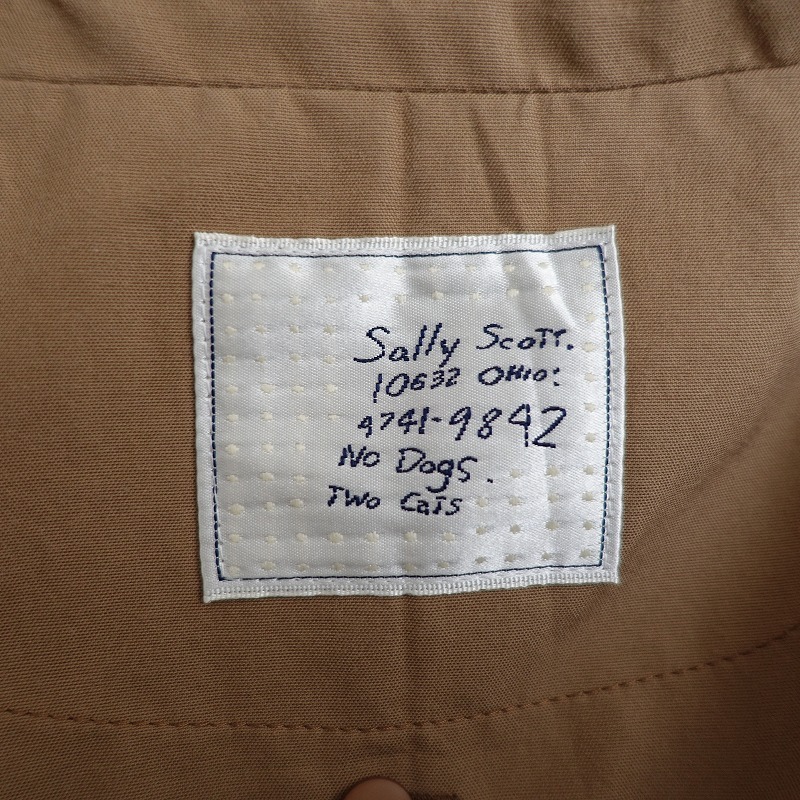 Sally Scott.
10632 Ohio:
4741-9842
No Dogs.
Two Cats